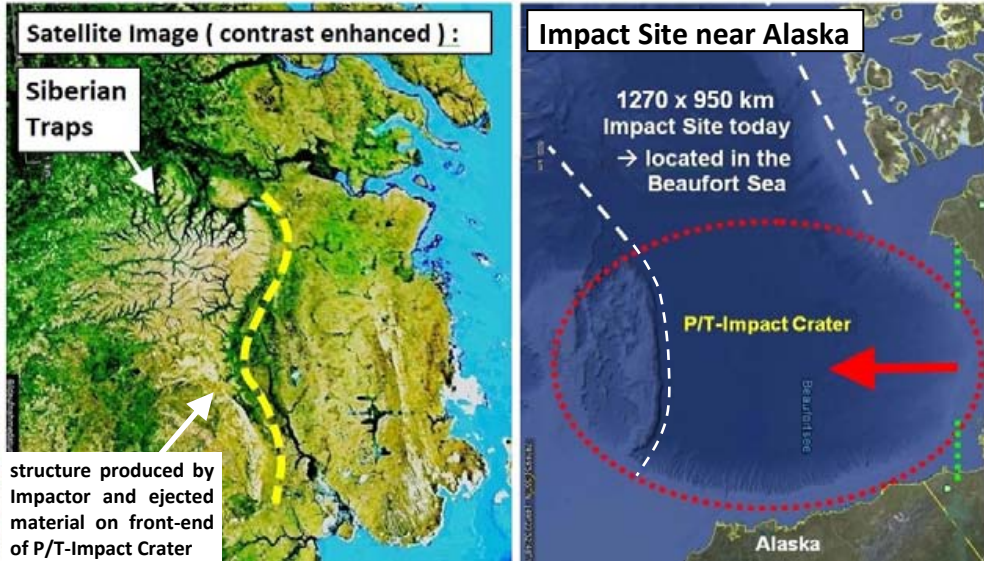 Satellite Image ( contrast enhanced ) :
Siberian
Traps
structure produced by
Impactor and ejected
material on front-end
of P/T-Impact Crater
Impact Site near Alaska
1270 x 950 km
Impact Site today
→ located in the
Beaufort Sea
P/T-Impact Crater
Beaufortsee
Alaska